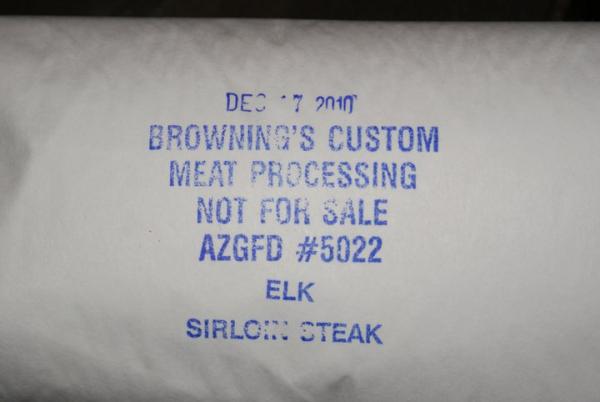 DEC 17 2010
BROWNING'S CUSTOM
MEAT PROCESSING
NOT FOR SALE
AZGFD #5022
ELK
SIRLOIN STEAK